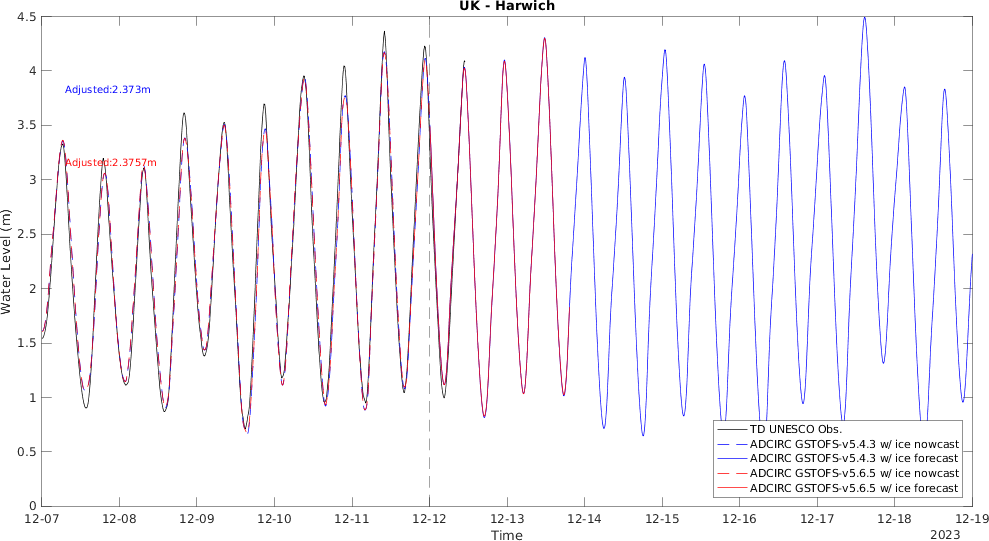 UK - Harwich
4.5
4
3.5
3
2.5
2
1.5
1
0.5
0
Water Level (m)
Adjusted:2.373m
Adjusted:2.3757m
TD UNESCO Obs.
ADCIRC GSTOFS-v5.4.3 w/ ice nowcast
ADCIRC GSTOFS-v5.4.3 w/ ice forecast
ADCIRC GSTOFS-v5.6.5 w/ ice nowcast
ADCIRC GSTOFS-v5.6.5 w/ ice forecast
12-07 12-08 12-09 12-10 12-11 12-12 12-13 12-14 12-15 12-16 12-17 12-18 12-19
Time
2023